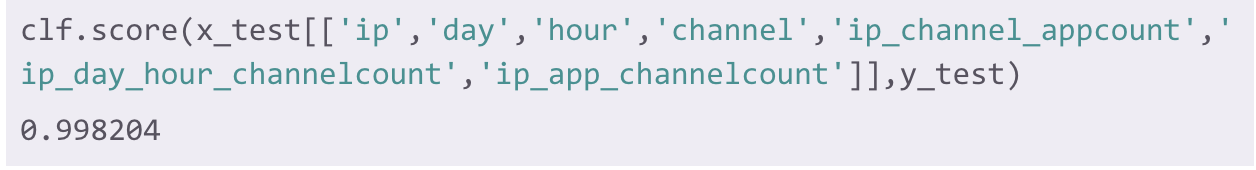 clf.score(x_test[['ip','day','hour','channel','ip_channel_appcount','
ip_day_hour_channelcount','ip_app_channelcount']],y_test)
0.998204